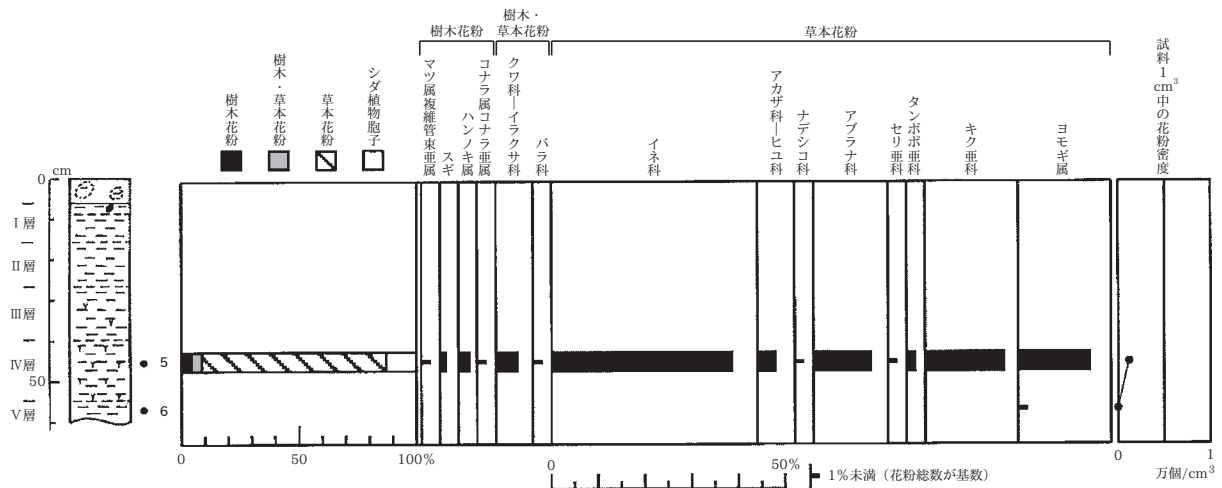 樹木花粉
樹木・
草本花粉
草本花粉
樹木花粉
樹木・草本花粉
草本花粉
シダ植物胞子
マツ属複維管束亜属
スギ
ハンノキ属
コナラ属コナラ亜属
クワ科―イラクサ科
バラ科
イネ科
アカザ科―ヒユ科
ナデシコ科
アブラナ科
セリ亜科
タンポポ亜科
キク亜科
ヨモギ属
試料1cm³中の花粉密度
cm
0
Ⅰ層
Ⅱ層
Ⅲ層
Ⅳ層
50
Ⅴ層
5
6
0 50 100%
0 50%
1%未満（花粉総数が基数）
0 1
万個/cm³